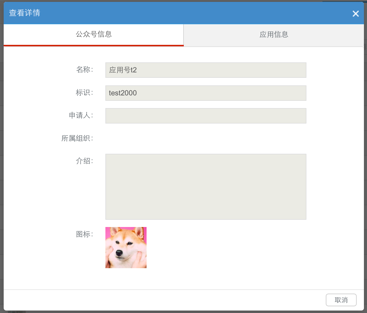 查看详情
公众号信息
应用信息
名称：
应用号t2
标识：
test2000
申请人：
所属组织：
介绍：
图标：
取消